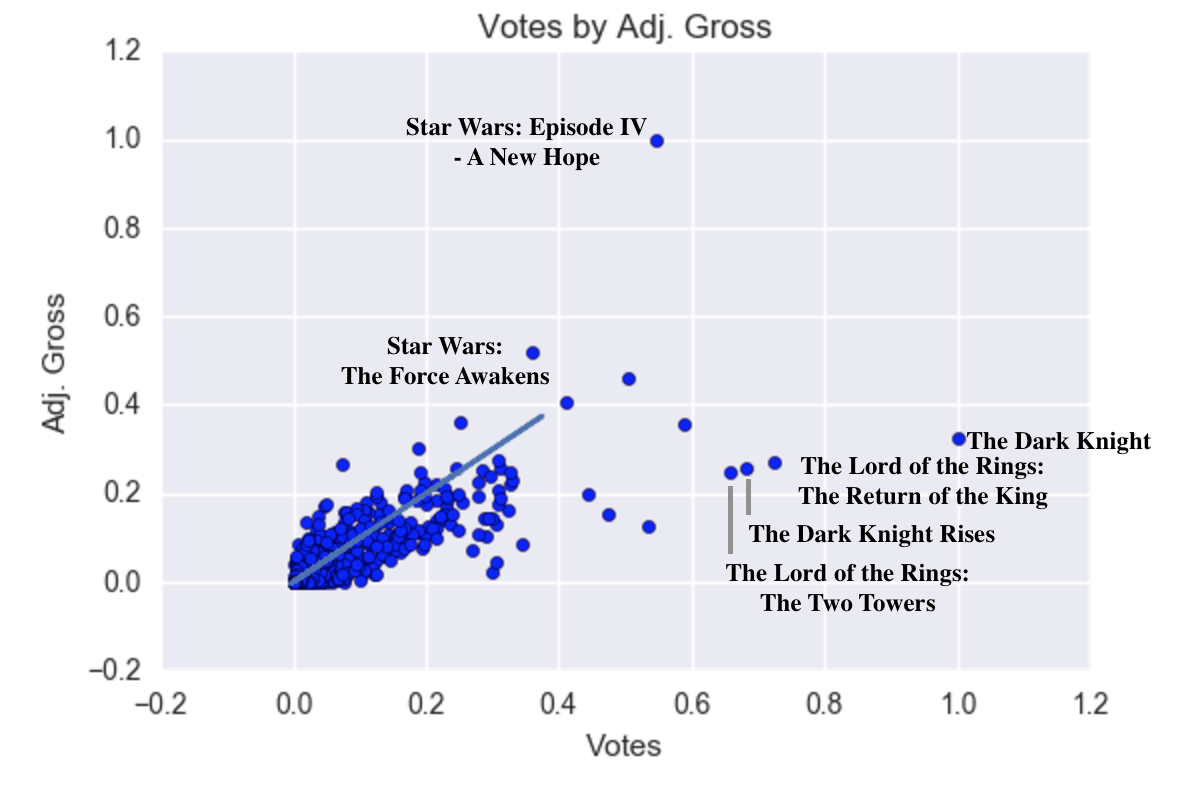 Votes by Adj. Gross
1.2
1.0
0.8
0.6
0.4
0.2
0.0
−0.2
Adj. Gross
Star Wars: Episode IV
- A New Hope
Star Wars:
The Force Awakens
The Dark Knight
The Lord of the Rings:
The Return of the King
The Dark Knight Rises
The Lord of the Rings:
The Two Towers
−0.2 0.0 0.2 0.4 0.6 0.8 1.0 1.2
Votes